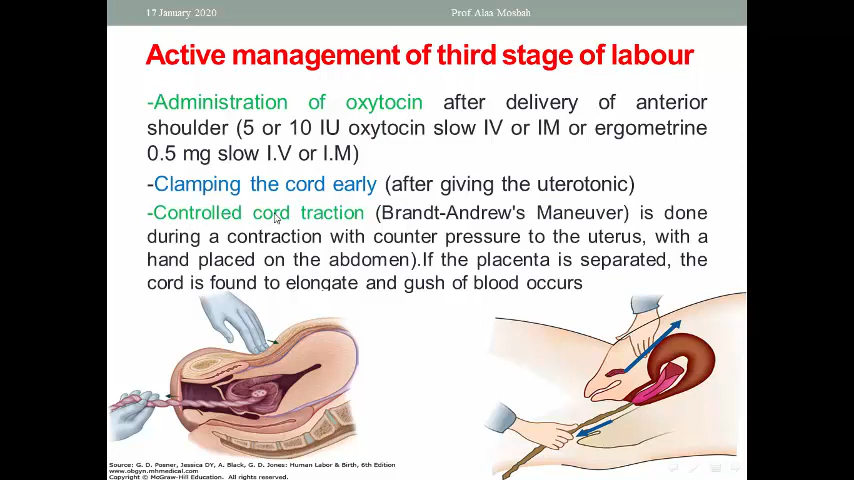 17 January 2020
Prof Alaa Mosbah
Active management of third stage of labour
-Administration of oxytocin after delivery of anterior
shoulder (5 or 10 IU oxytocin slow IV or IM or ergometrine
0.5 mg slow I.V or I.M)
-Clamping the cord early (after giving the uterotonic)
-Controlled cord traction (Brandt-Andrew's Maneuver) is done
during a contraction with counter pressure to the uterus, with a
hand placed on the abdomen).If the placenta is separated, the
cord is found to elongate and gush of blood occurs
Source: G. D. Posner, Jessica DY, A. Black, G. D. Jones: Human Labor & Birth, 6th Edition
www.obgyn.mhmedical.com
Copyright © McGraw-Hill Education. All rights reserved.